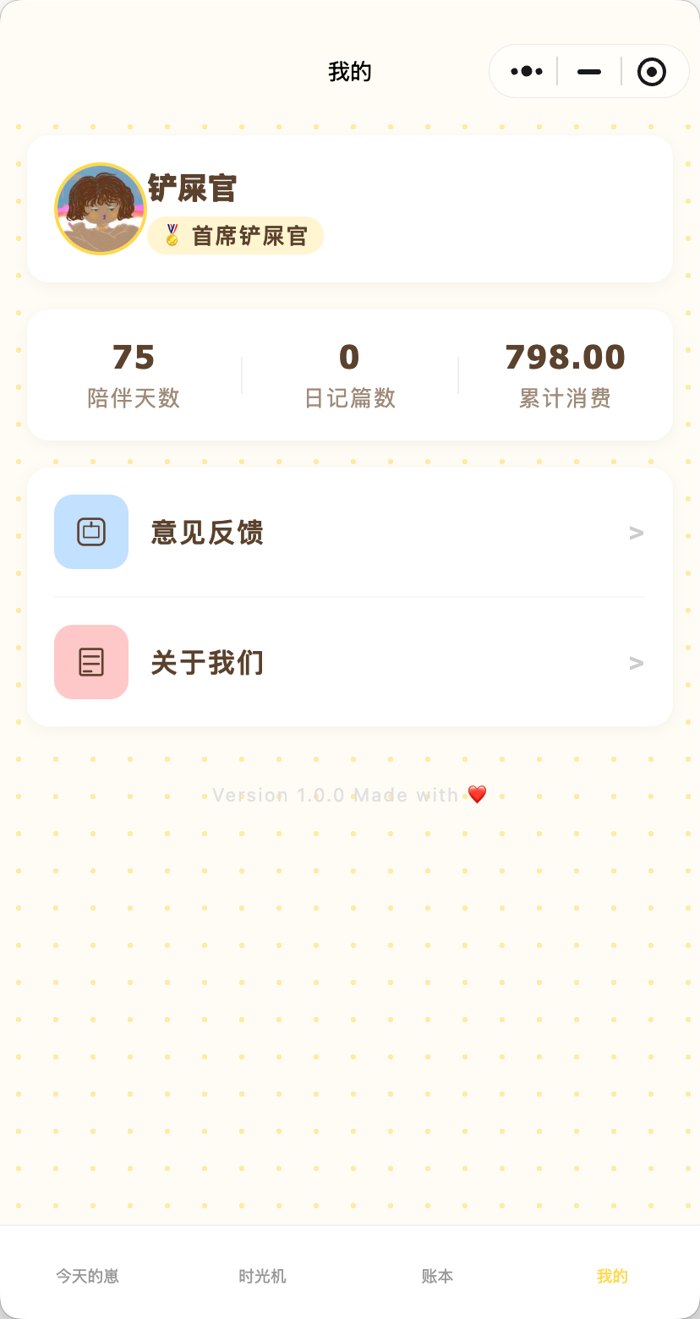 我的
铲屎官
🏅 首席铲屎官
75
陪伴天数
0
日记篇数
798.00
累计消费
意见反馈 >
关于我们 >
Version 1.0.0 Made with ❤️
今天的崽 时光机 账本 我的